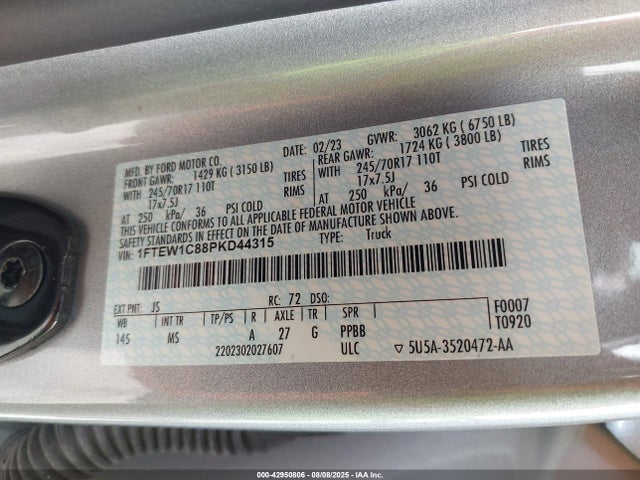 MFD. BY FORD MOTOR CO.
DATE: 02/23 GVWR: 3062 KG ( 6750 LB)
FRONT GAWR: 1429 KG ( 3150 LB) REAR GAWR: 1724 KG ( 3800 LB)
WITH 245/70R17 110T TIRES WITH 245/70R17 110T TIRES
17x7.5J RIMS 17x7.5J RIMS
AT 250 kPa/ 36 PSI COLD AT 250 kPa/ 36 PSI COLD
THIS VEHICLE CONFORMS TO ALL APPLICABLE FEDERAL MOTOR VEHICLE
SAFETY STANDARDS IN EFFECT ON THE DATE OF MANUFACTURE SHOWN ABOVE.
VIN: 1FTEW1C88PKD44315 TYPE: Truck
EXT PNT: JS RC: 72 DSO: F0007
WB INT TR TP/PS R AXLE TR SPR T0920
145 MS A 27 G PPBB
2202302027607 ULC ▽ 5U5A-3520472-AA
00-42950806 - 08/08/2025 - IAA Inc.